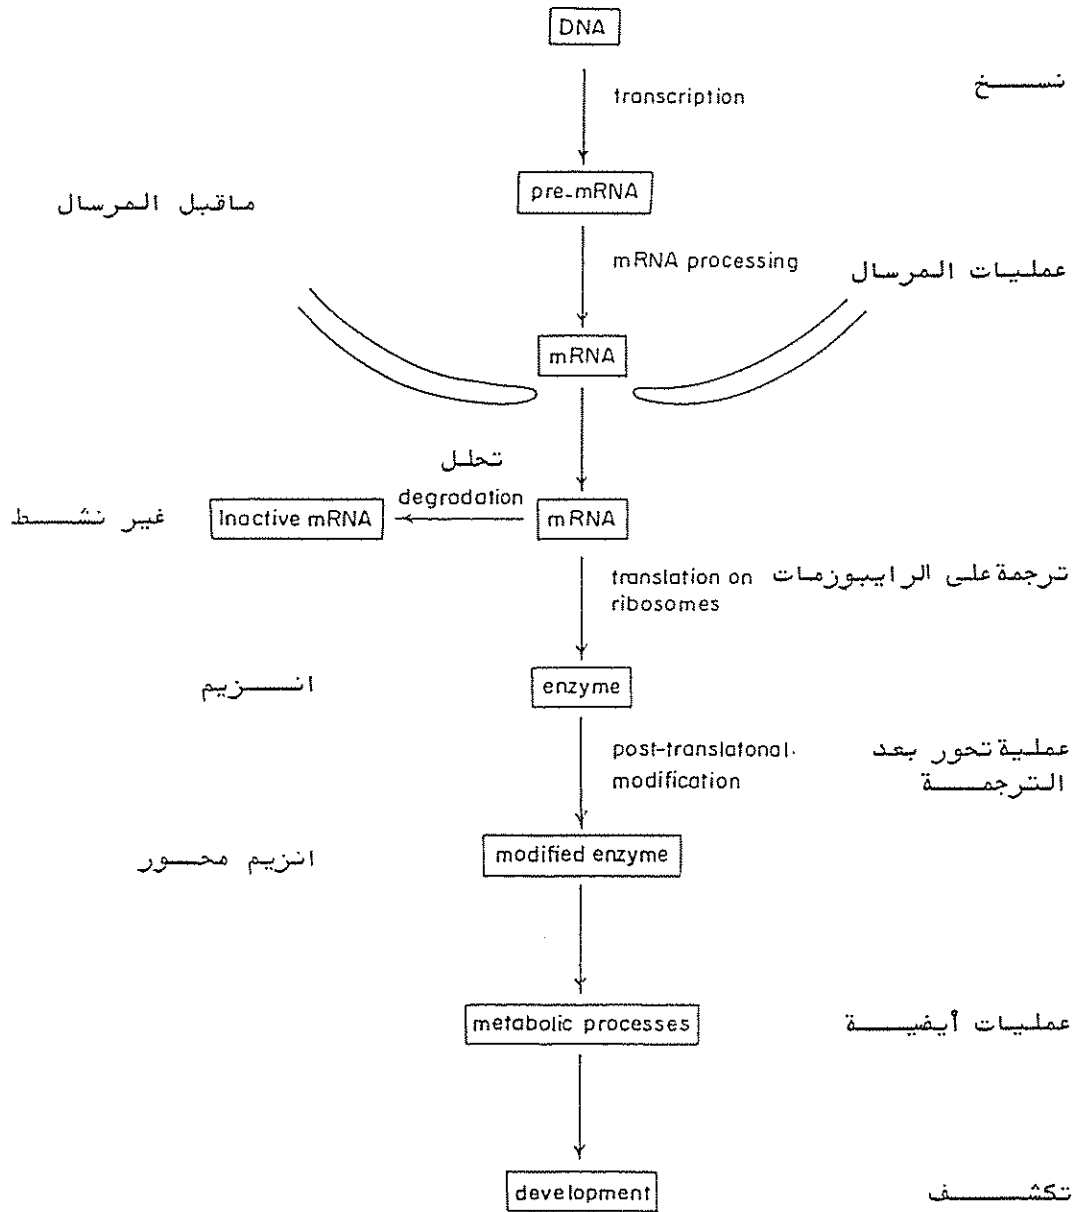 DNA
transcription
نسخ
pre-mRNA
ماقبل المرسال
mRNA processing
عمليات المرسال
mRNA
تحلل
degradation
mRNA
Inactive mRNA
غير نشط
translation on
ribosomes
ترجمة على الرايبوزمات
enzyme
انزيم
post-translatonal.
modification
عملية تحور بعد
الترجمة
modified enzyme
انزيم محور
metabolic processes
عمليات أيضية
development
تكشف